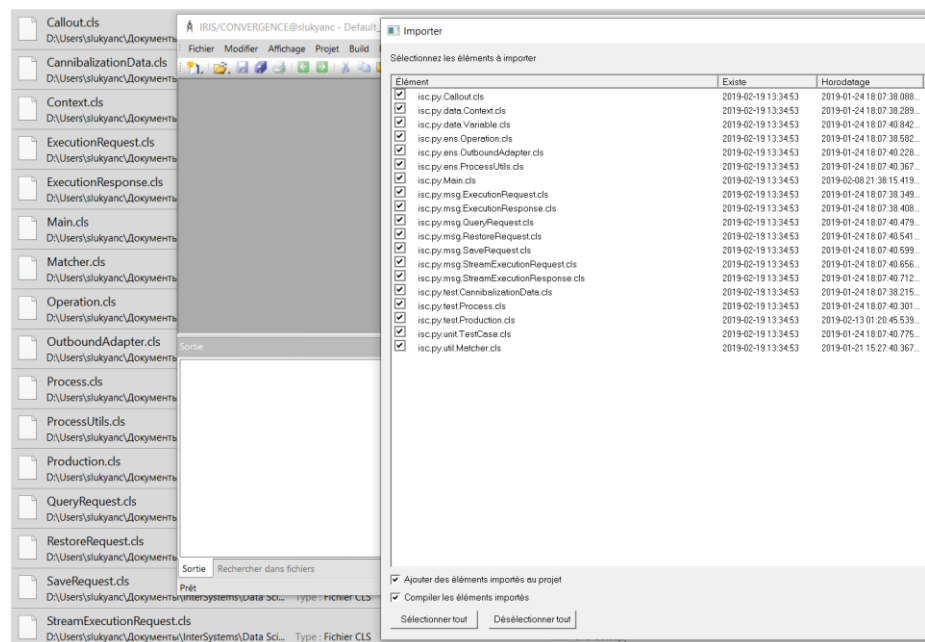 Callout.cls
D:\Users\slukyanc\Документы
CannibalizationData.cls
D:\Users\slukyanc\Документы
Context.cls
D:\Users\slukyanc\Документы
ExecutionRequest.cls
D:\Users\slukyanc\Документы
ExecutionResponse.cls
D:\Users\slukyanc\Документы
Main.cls
D:\Users\slukyanc\Документы
Matcher.cls
D:\Users\slukyanc\Документы
Operation.cls
D:\Users\slukyanc\Документы
OutboundAdapter.cls
D:\Users\slukyanc\Документы
Process.cls
D:\Users\slukyanc\Документы
ProcessUtils.cls
D:\Users\slukyanc\Документы
Production.cls
D:\Users\slukyanc\Документы
QueryRequest.cls
D:\Users\slukyanc\Документы
RestoreRequest.cls
D:\Users\slukyanc\Документы
SaveRequest.cls
D:\Users\slukyanc\Документы\InterSystems\Data Sci... Type : Fichier CLS
StreamExecutionRequest.cls
D:\Users\slukyanc\Документы\InterSystems\Data Sci... Type : Fichier CLS
IRIS/CONVERGENCE@slukyanc - Default_
Fichier Modifier Affichage Projet Build
Sortie
Sortie Rechercher dans fichiers
Prêt
Importer
Sélectionnez les éléments à importer
Élément Existe Horodatage
isc.py.Callout.cls 2019-02-19 13:34:53 2019-01-24 18:07:38.088...
isc.py.data.Context.cls 2019-02-19 13:34:53 2019-01-24 18:07:38.289...
isc.py.data.Variable.cls 2019-02-19 13:34:53 2019-01-24 18:07:40.842...
isc.py.ens.Operation.cls 2019-02-19 13:34:53 2019-01-24 18:07:38.582...
isc.py.ens.OutboundAdapter.cls 2019-02-19 13:34:53 2019-01-24 18:07:40.228...
isc.py.ens.ProcessUtils.cls 2019-02-19 13:34:53 2019-01-24 18:07:40.367...
isc.py.Main.cls 2019-02-19 13:34:53 2019-02-08 21:38:15.419...
isc.py.msg.ExecutionRequest.cls 2019-02-19 13:34:53 2019-01-24 18:07:38.349...
isc.py.msg.ExecutionResponse.cls 2019-02-19 13:34:53 2019-01-24 18:07:38.408...
isc.py.msg.QueryRequest.cls 2019-02-19 13:34:53 2019-01-24 18:07:40.479...
isc.py.msg.RestoreRequest.cls 2019-02-19 13:34:53 2019-01-24 18:07:40.541...
isc.py.msg.SaveRequest.cls 2019-02-19 13:34:53 2019-01-24 18:07:40.599...
isc.py.msg.StreamExecutionRequest.cls 2019-02-19 13:34:53 2019-01-24 18:07:40.656...
isc.py.msg.StreamExecutionResponse.cls 2019-02-19 13:34:53 2019-01-24 18:07:40.712...
isc.py.test.CannibalizationData.cls 2019-02-19 13:34:53 2019-01-24 18:07:38.215...
isc.py.test.Process.cls 2019-02-19 13:34:53 2019-01-24 18:07:40.301...
isc.py.test.Production.cls 2019-02-19 13:34:53 2019-02-13 01:20:45.539...
isc.py.unit.TestCase.cls 2019-02-19 13:34:53 2019-01-24 18:07:40.775...
isc.py.util.Matcher.cls 2019-02-19 13:34:53 2019-01-21 15:27:40.367...
Ajouter des éléments importés au projet
Compiler les éléments importés
Sélectionner tout Désélectionner tout